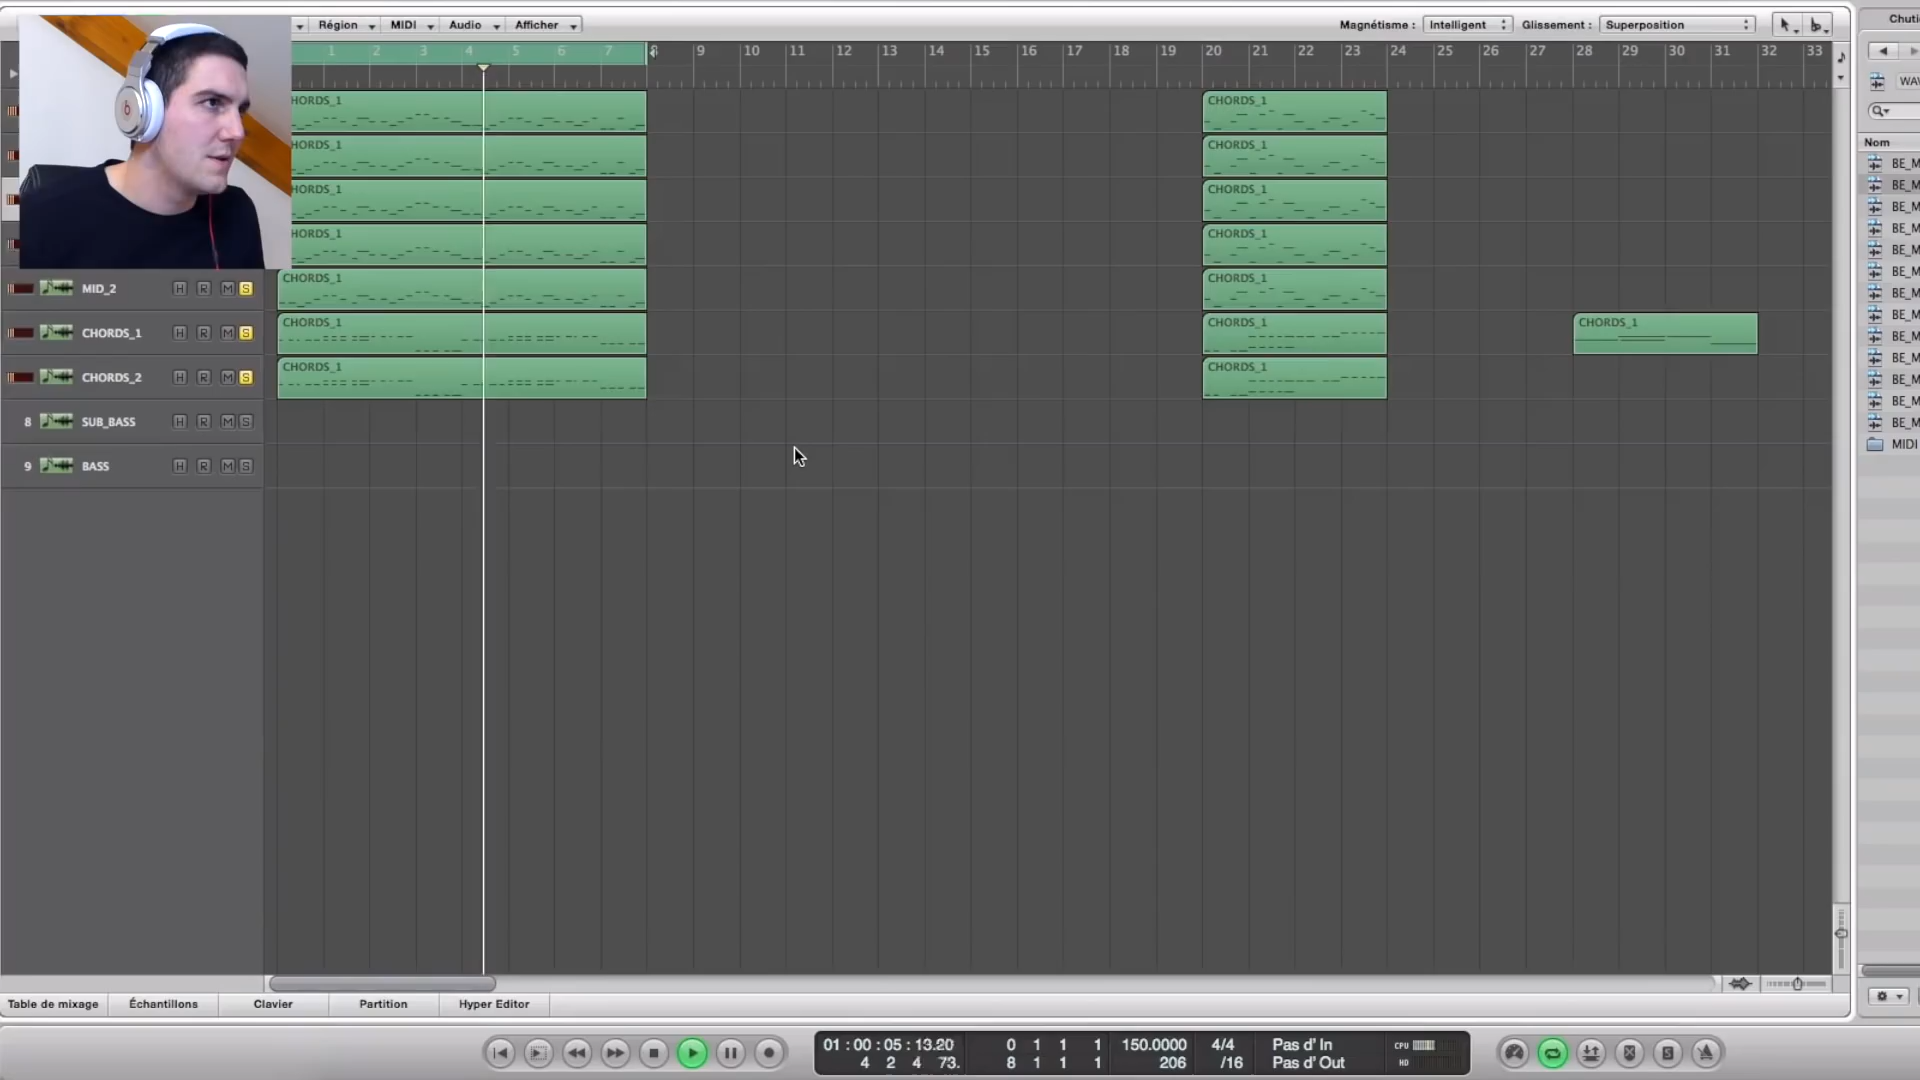 Région MIDI Audio Afficher Magnétisme : Intelligent Glissement : Superposition
1 2 3 4 5 6 7 8 9 10 11 12 13 14 15 16 17 18 19 20 21 22 23 24 25 26 27 28 29 30 31 32 33
HORDS_1 CHORDS_1
HORDS_1 CHORDS_1
HORDS_1 CHORDS_1
HORDS_1 CHORDS_1
MID_2 H R M S CHORDS_1 CHORDS_1
CHORDS_1 H R M S CHORDS_1 CHORDS_1 CHORDS_1
CHORDS_2 H R M S CHORDS_1 CHORDS_1
8 SUB_BASS H R M S
9 BASS H R M S
Chuti
WAV
Nom
BE_M
BE_M
BE_M
BE_M
BE_M
BE_M
BE_M
BE_M
BE_M
BE_M
BE_M
BE_M
BE_M
MIDI
Table de mixage Échantillons Clavier Partition Hyper Editor
01 : 00 : 05 : 13.20 0 1 1 1 150.0000 4/4 Pas d' In CPU
4 2 4 73. 8 1 1 1 206 /16 Pas d' Out HD